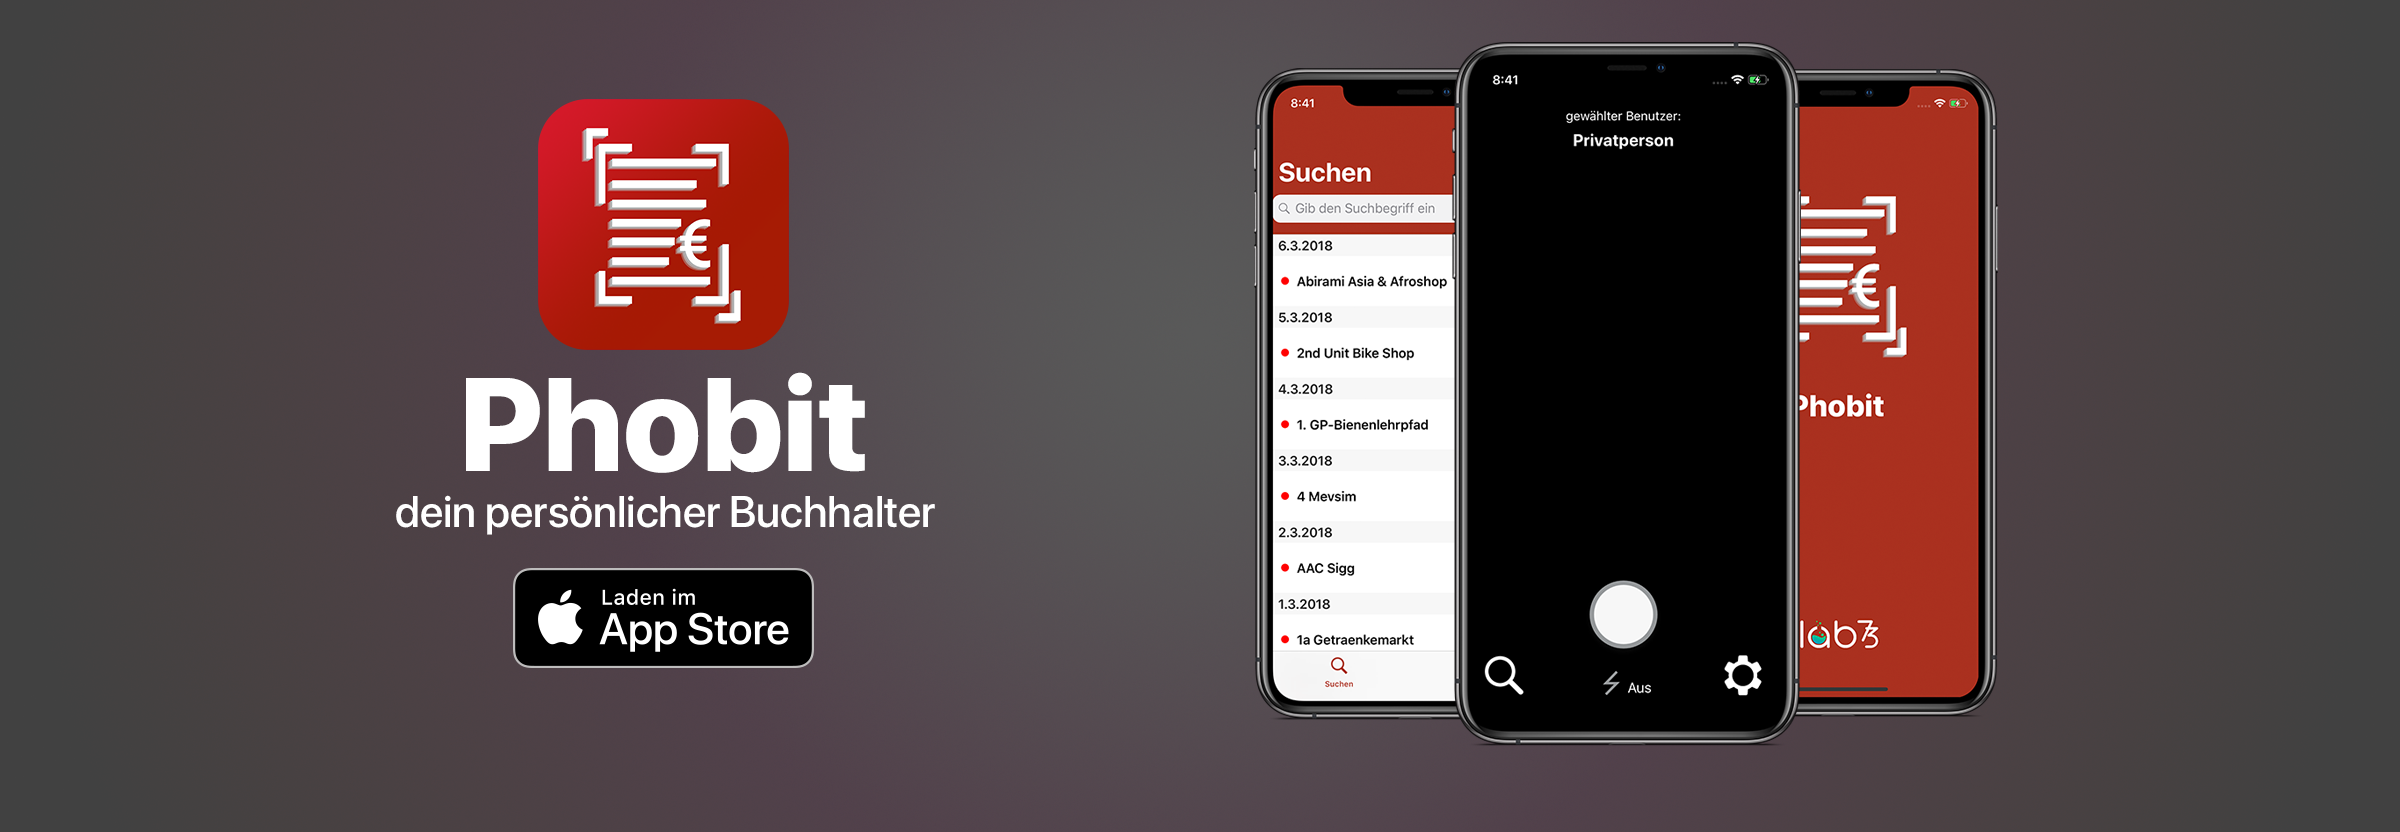 Phobit
dein persönlicher Buchhalter
Laden im
App Store
8:41
Suchen
Gib den Suchbegriff ein
6.3.2018
Abirami Asia & Afroshop
5.3.2018
2nd Unit Bike Shop
4.3.2018
1. GP-Bienenlehrpfad
3.3.2018
4 Mevsim
2.3.2018
AAC Sigg
1.3.2018
1a Getraenkemarkt
Suchen
8:41
gewählter Benutzer:
Privatperson
Aus
€
Phobit
lab73